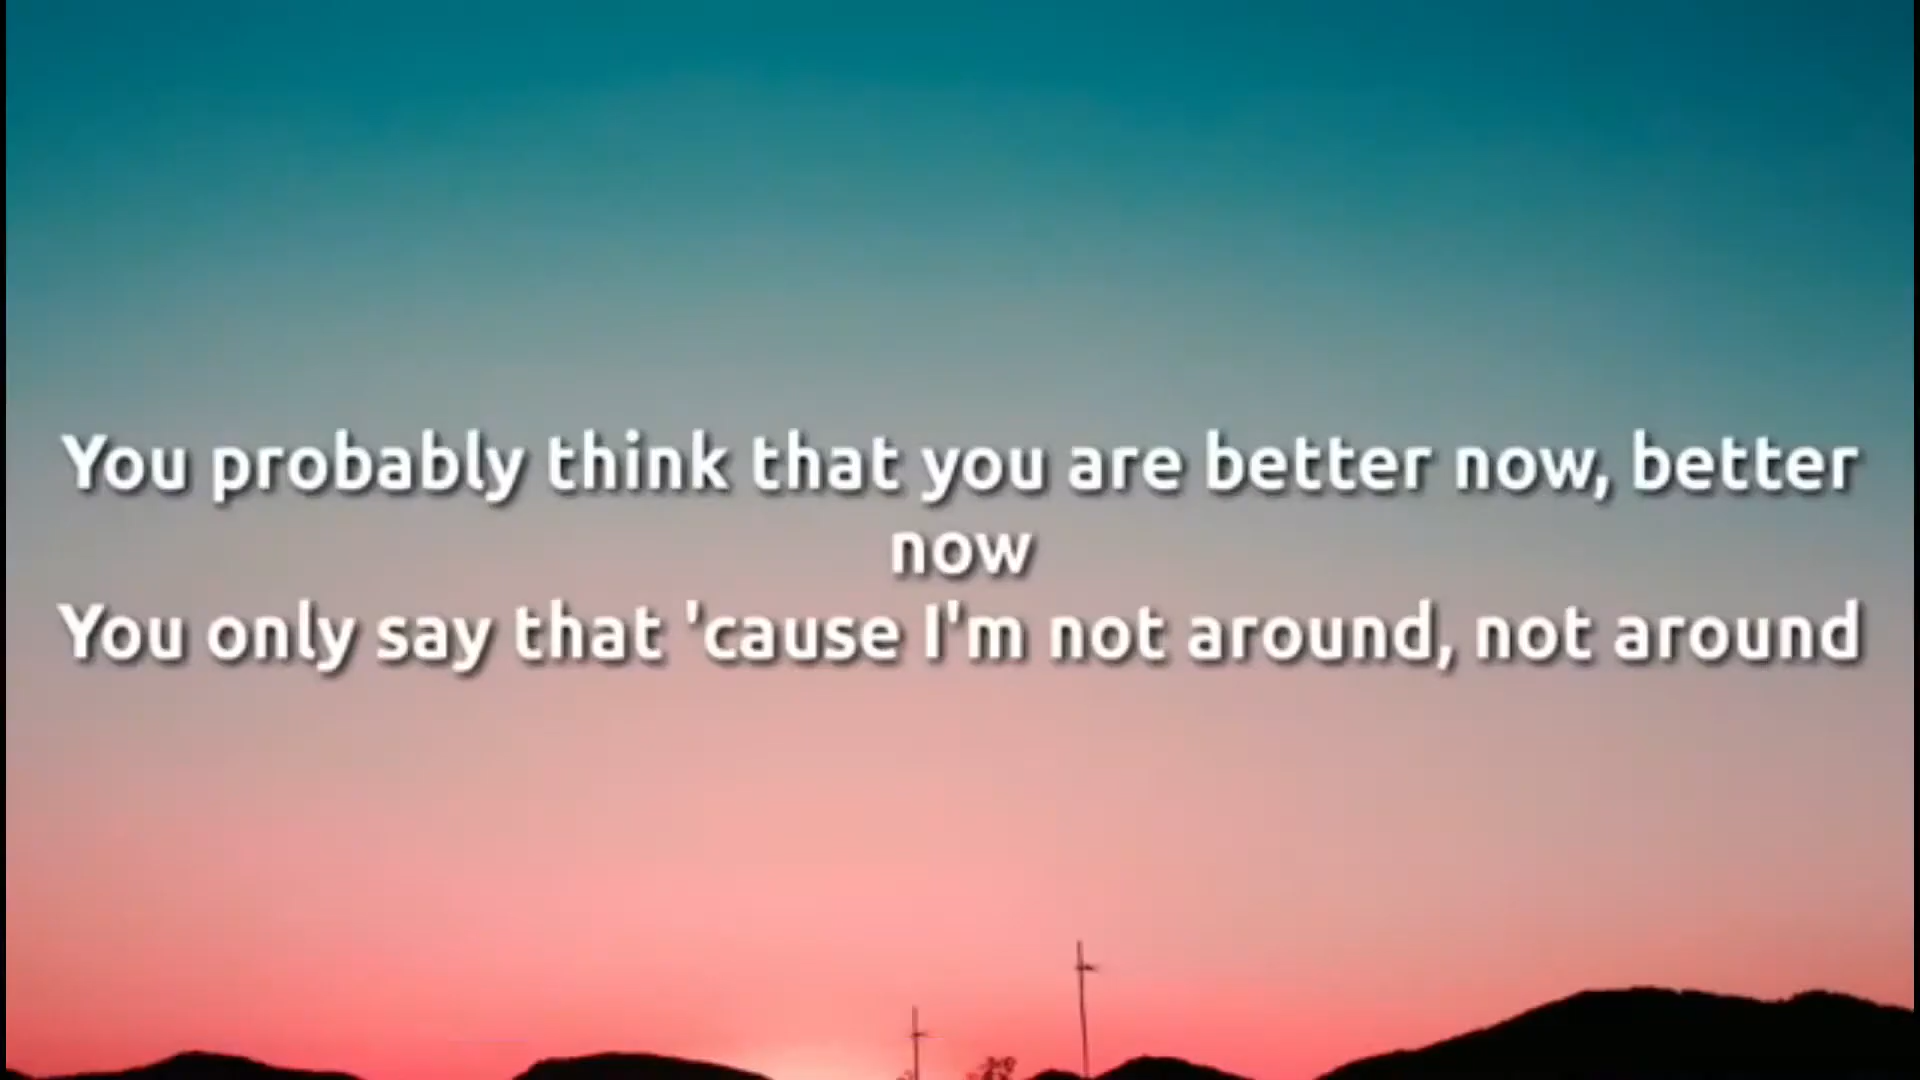 You probably think that you are better now, better
now
You only say that 'cause I'm not around, not around